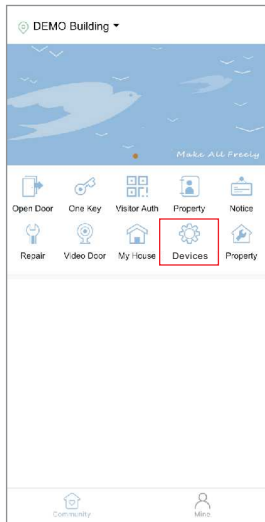 DEMO Building
Make All Freely
Open Door One Key Visitor Auth Property Notice
Repair Video Door My House Devices Property
Community Mine